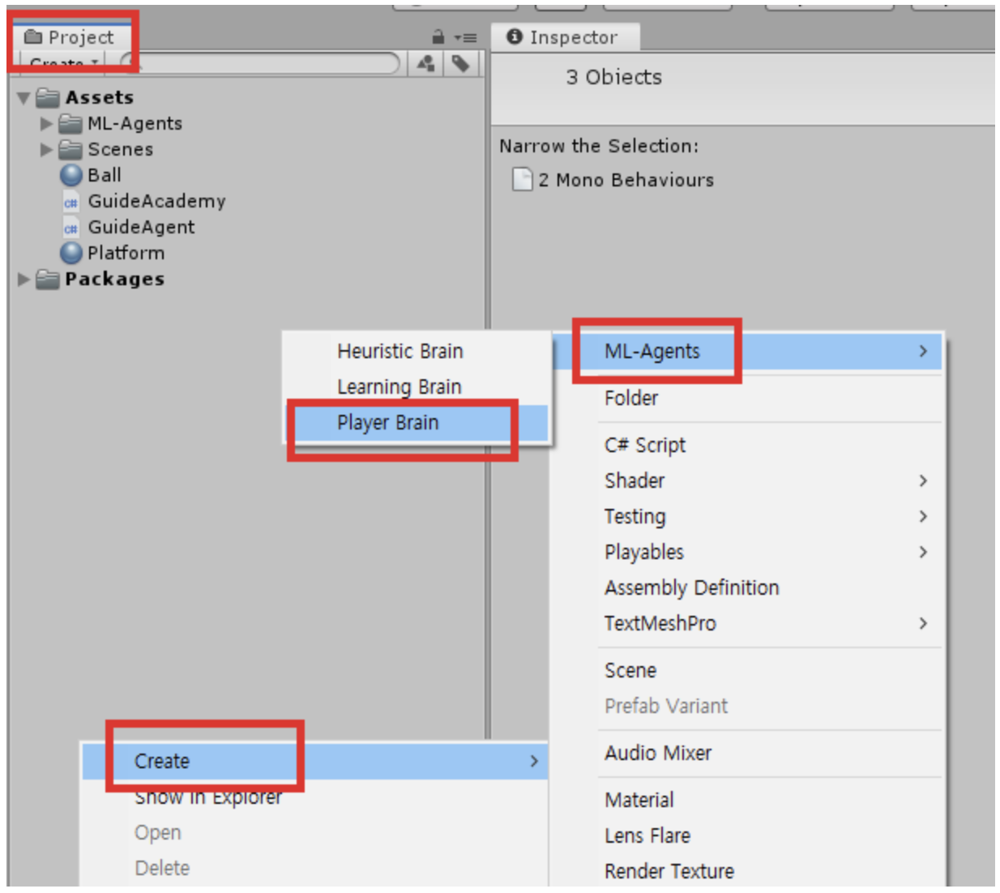 Project
Inspector
Create
3 Objects
Assets
ML-Agents
Scenes
Ball
GuideAcademy
GuideAgent
Platform
Packages
Narrow the Selection:
2 Mono Behaviours
Heuristic Brain
Learning Brain
Player Brain
ML-Agents
Folder
C# Script
Shader
Testing
Playables
Assembly Definition
TextMeshPro
Scene
Prefab Variant
Audio Mixer
Material
Lens Flare
Render Texture
Create
Show in Explorer
Open
Delete